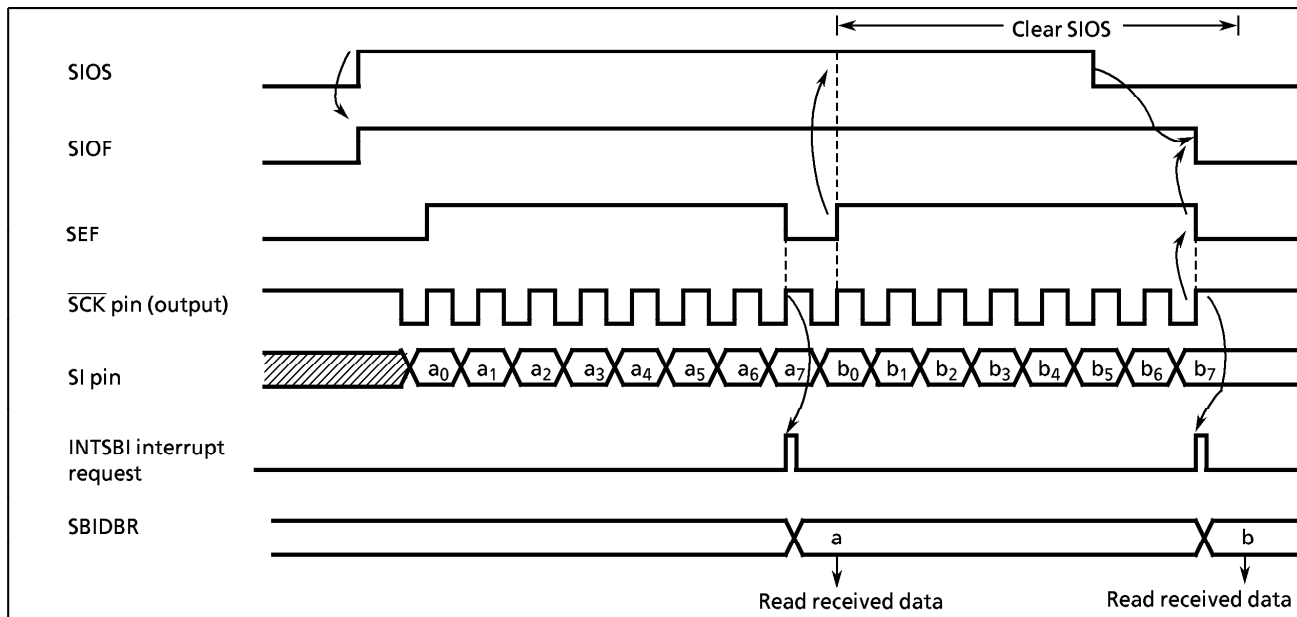 Clear SIOS
SIOS
SIOF
SEF
S̅C̅K̅ pin (output)
SI pin
a₀ a₁ a₂ a₃ a₄ a₅ a₆ a₇ b₀ b₁ b₂ b₃ b₄ b₅ b₆ b₇
INTSBI interrupt
request
SBIDBR
a b
Read received data Read received data